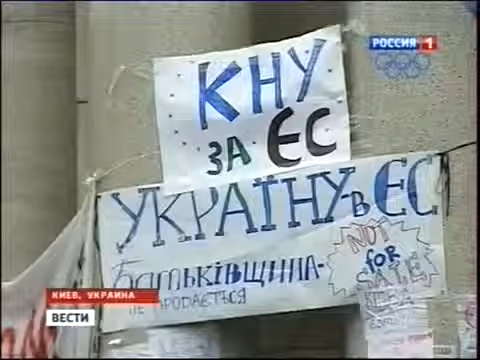 РОССИЯ 1
КНУ
ЗА ЄС
УКРАЇНУ-В ЄС
Батьківщина-
НЕ ПРОДАЄТЬСЯ
NOT
for
SALE
КИЕВ, УКРАИНА
ВЕСТИ